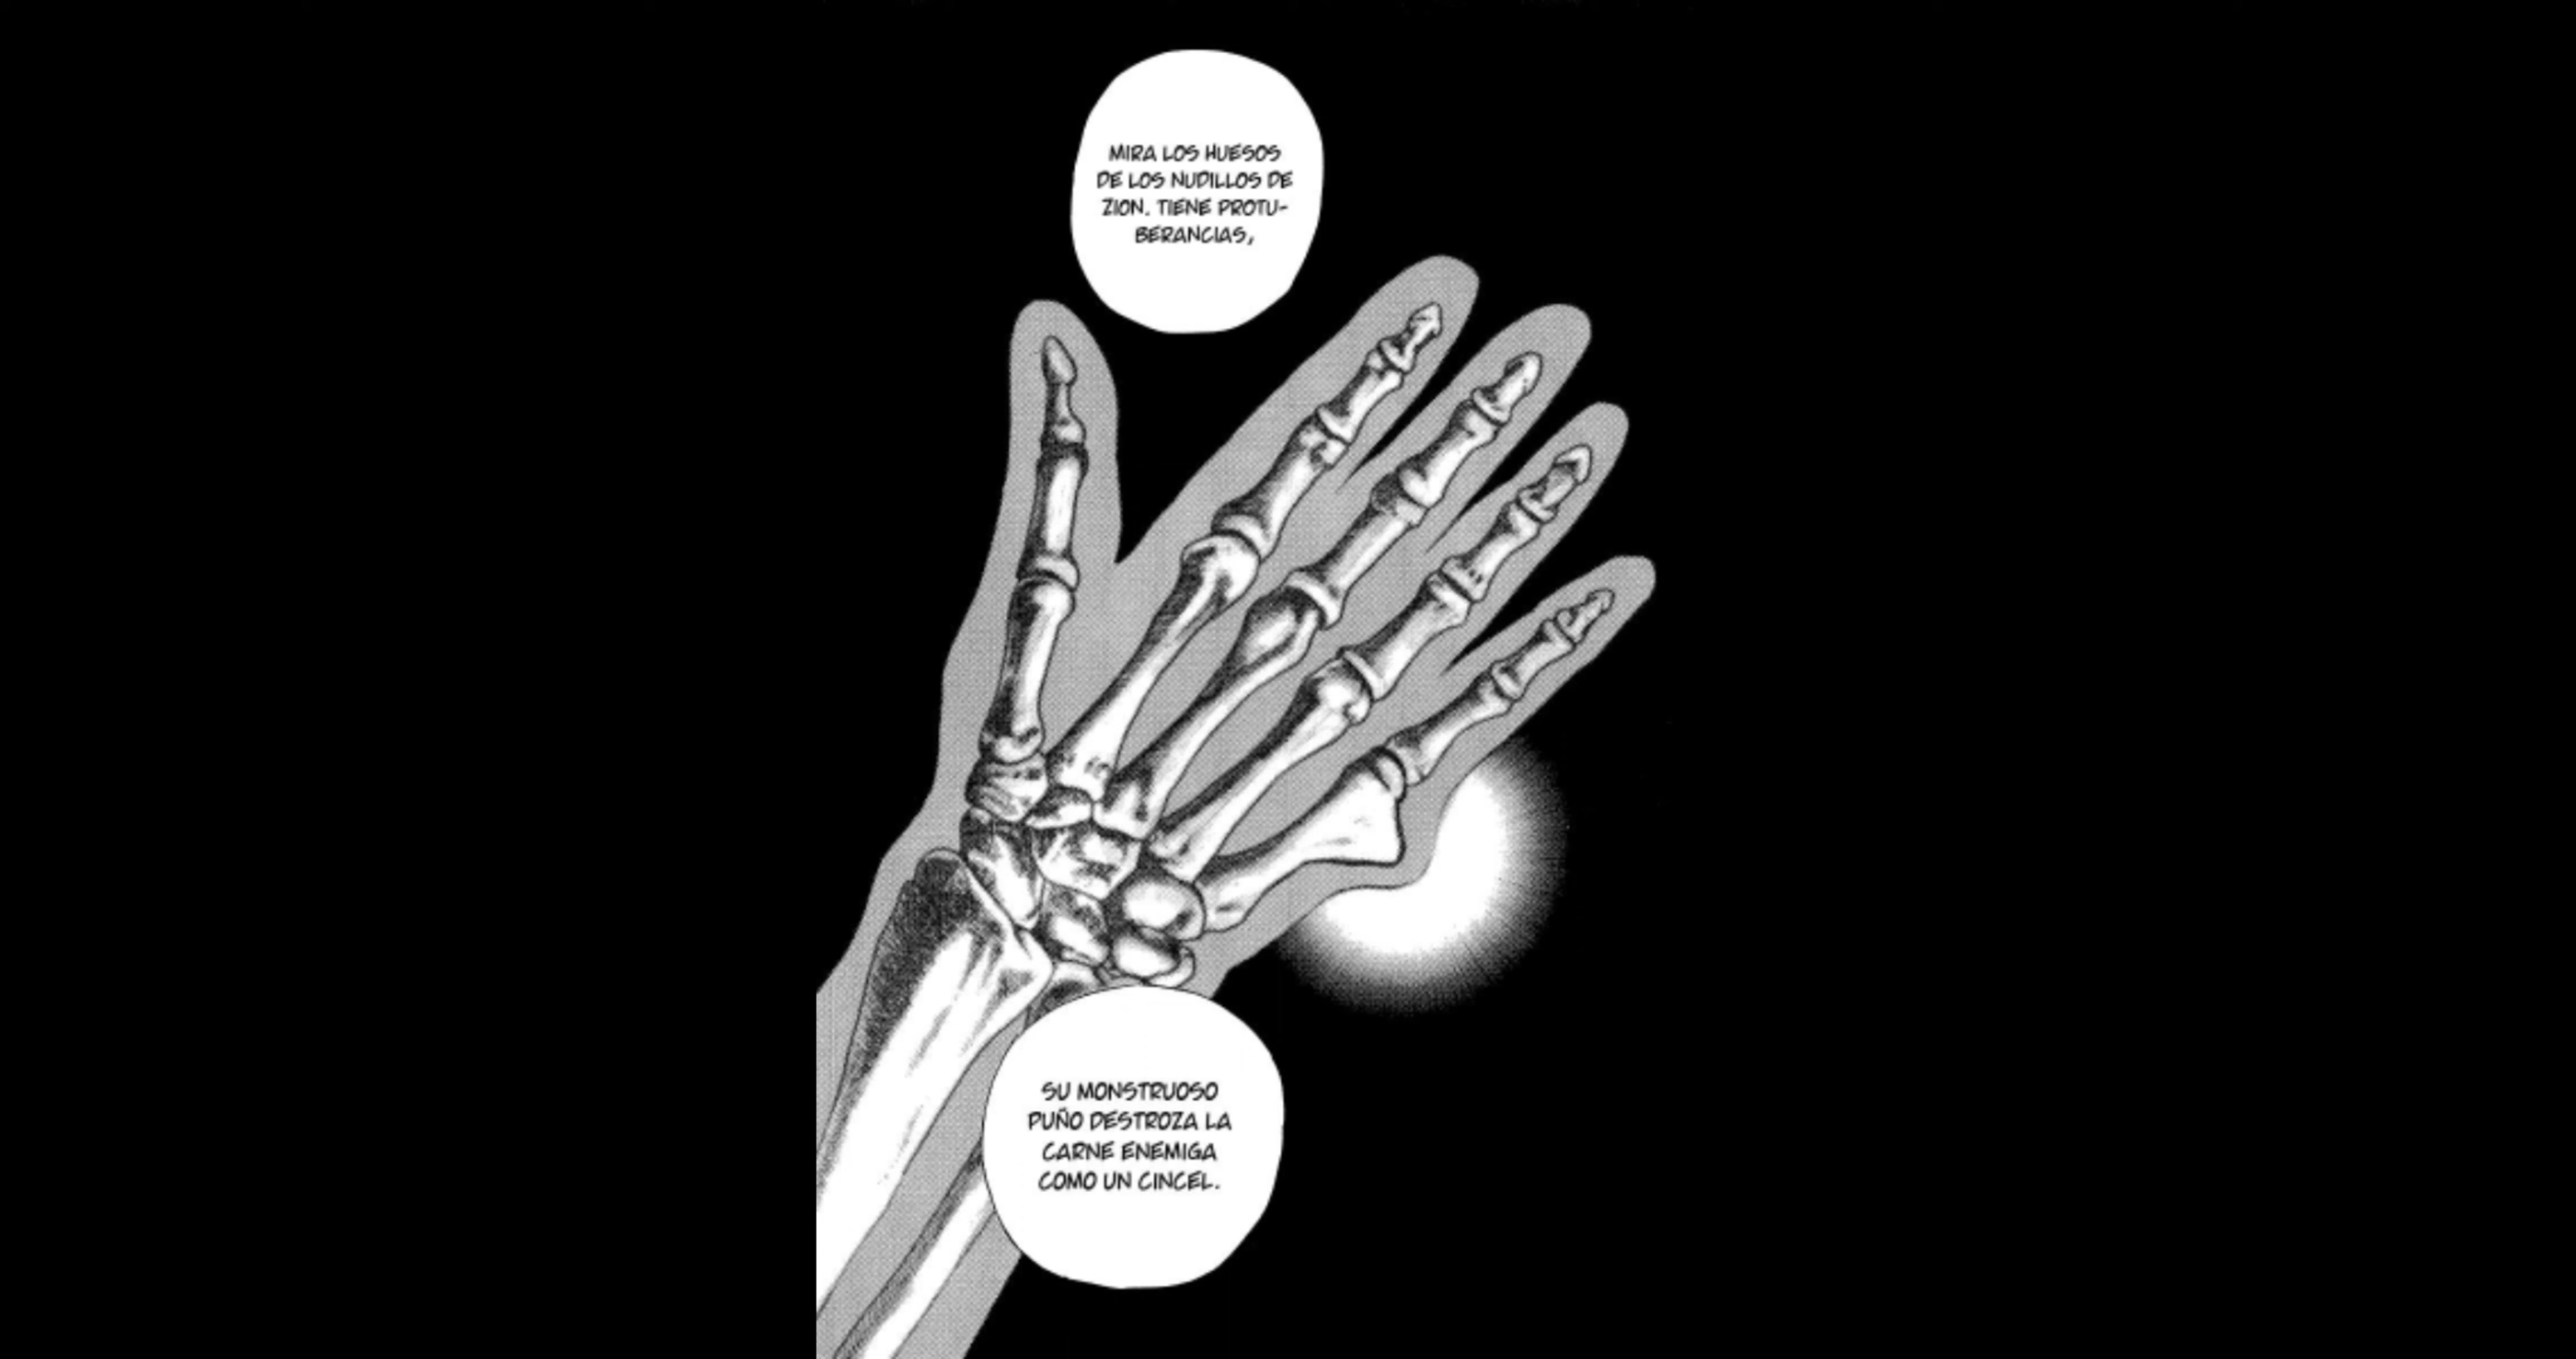 MIRA LOS HUESOS
DE LOS NUDILLOS DE
ZION. TIENE PROTU-
BERANCIAS,
SU MONSTRUOSO
PUÑO DESTROZA LA
CARNE ENEMIGA
COMO UN CINCEL.